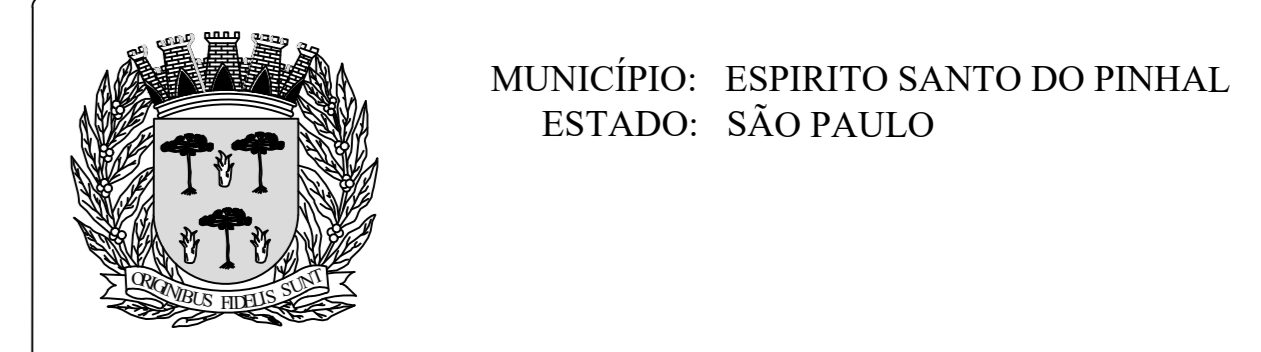 MUNICÍPIO: ESPIRITO SANTO DO PINHAL
ESTADO: SÃO PAULO
ORIGINIBUS FIDELIS SUNT